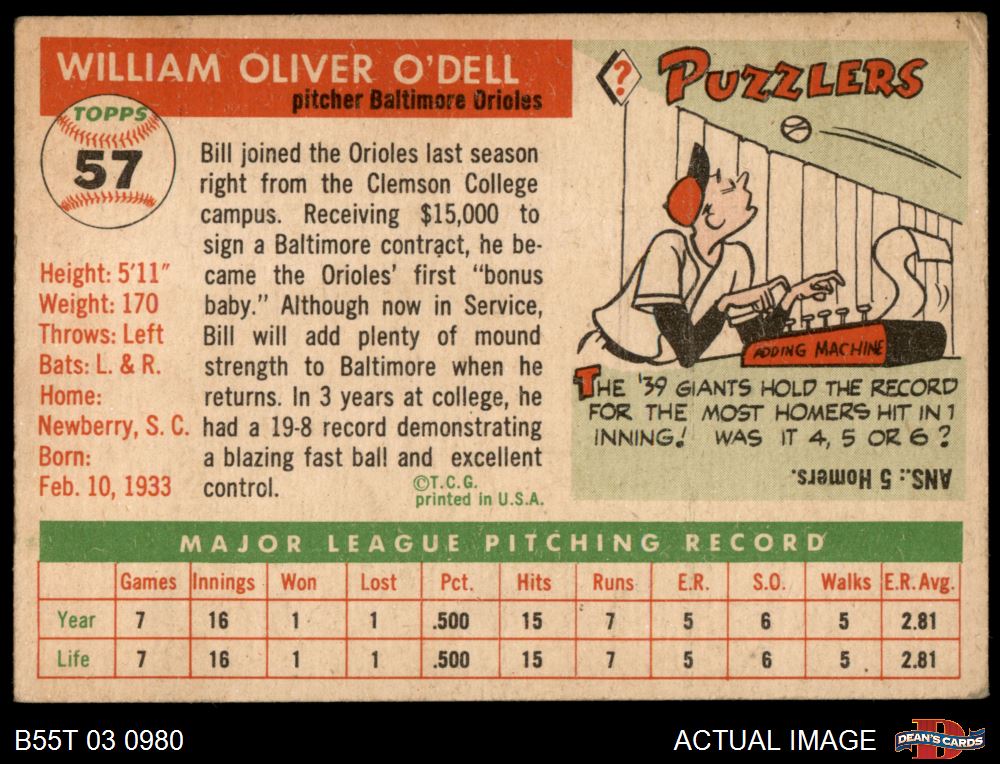 WILLIAM OLIVER O'DELL
pitcher Baltimore Orioles
TOPPS
57
Height: 5'11"
Weight: 170
Throws: Left
Bats: L. & R.
Home:
Newberry, S. C.
Born:
Feb. 10, 1933
Bill joined the Orioles last season
right from the Clemson College
campus. Receiving $15,000 to
sign a Baltimore contract, he be-
came the Orioles' first "bonus
baby." Although now in Service,
Bill will add plenty of mound
strength to Baltimore when he
returns. In 3 years at college, he
had a 19-8 record demonstrating
a blazing fast ball and excellent
control.
©T.C.G.
printed in U.S.A.
? PUZZLERS
ADDING MACHINE
THE '39 GIANTS HOLD THE RECORD
FOR THE MOST HOMERS HIT IN 1
INNING! WAS IT 4, 5 OR 6?
ANS.: 5 Homers.
MAJOR LEAGUE PITCHING RECORD
Games Innings Won Lost Pct. Hits Runs E.R. S.O. Walks E.R. Avg.
Year 7 16 1 1 .500 15 7 5 6 5 2.81
Life 7 16 1 1 .500 15 7 5 6 5 2.81
B55T 03 0980
ACTUAL IMAGE
D
DEAN'S CARDS